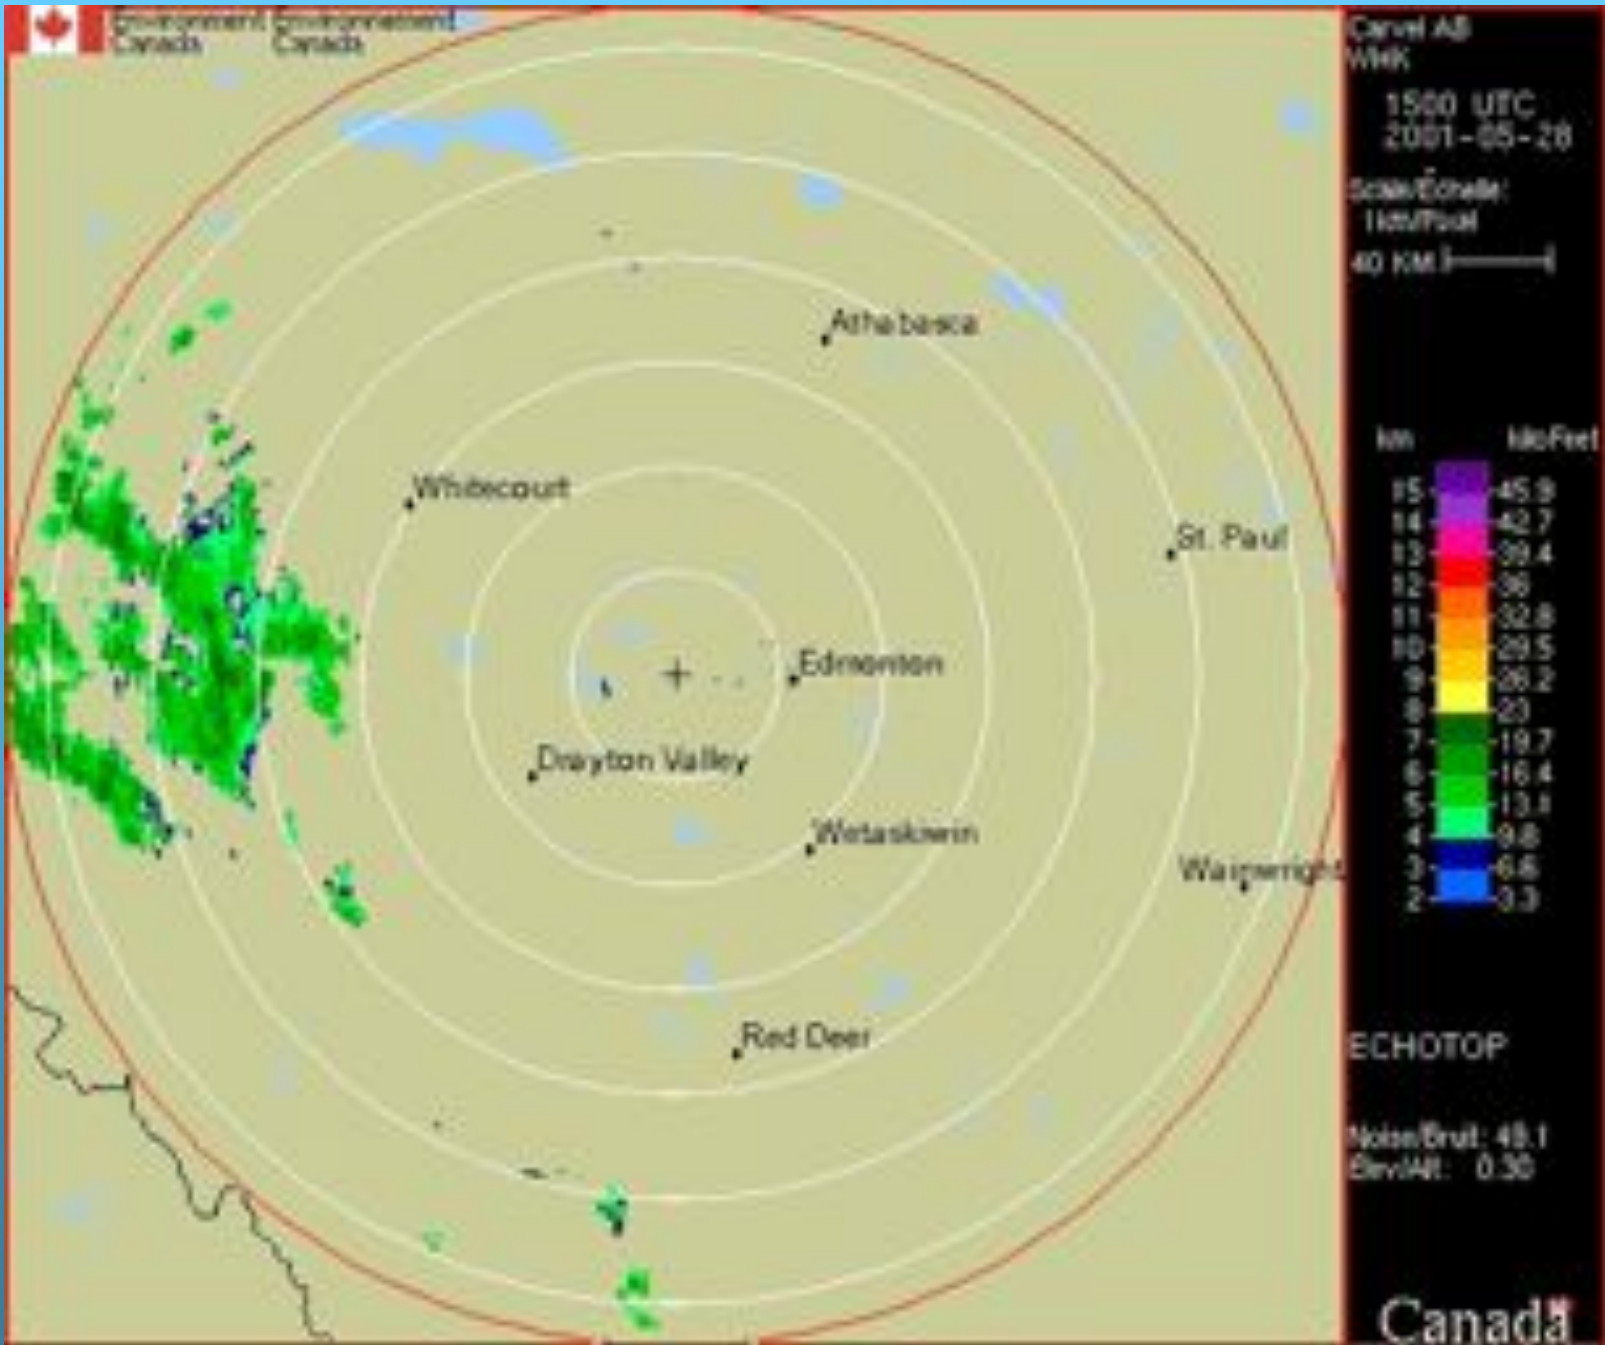 Environment Environnement
Canada Canada
Carvel AB
WHK
1500 UTC
2001-05-28
Scale/Échelle:
1km/Pixel
40 KM
Athabasca
Whitecourt
St. Paul
Edmonton
Drayton Valley
Wetaskiwin
Wainwright
Red Deer
km kiloFeet
15 45.9
14 42.7
13 39.4
12 36
11 32.8
10 29.5
9 26.2
8 23
7 19.7
6 16.4
5 13.1
4 9.8
3 6.6
2 3.3
ECHOTOP
Noise/Bruit: 49.1
Elev/Alt: 0.30
Canada